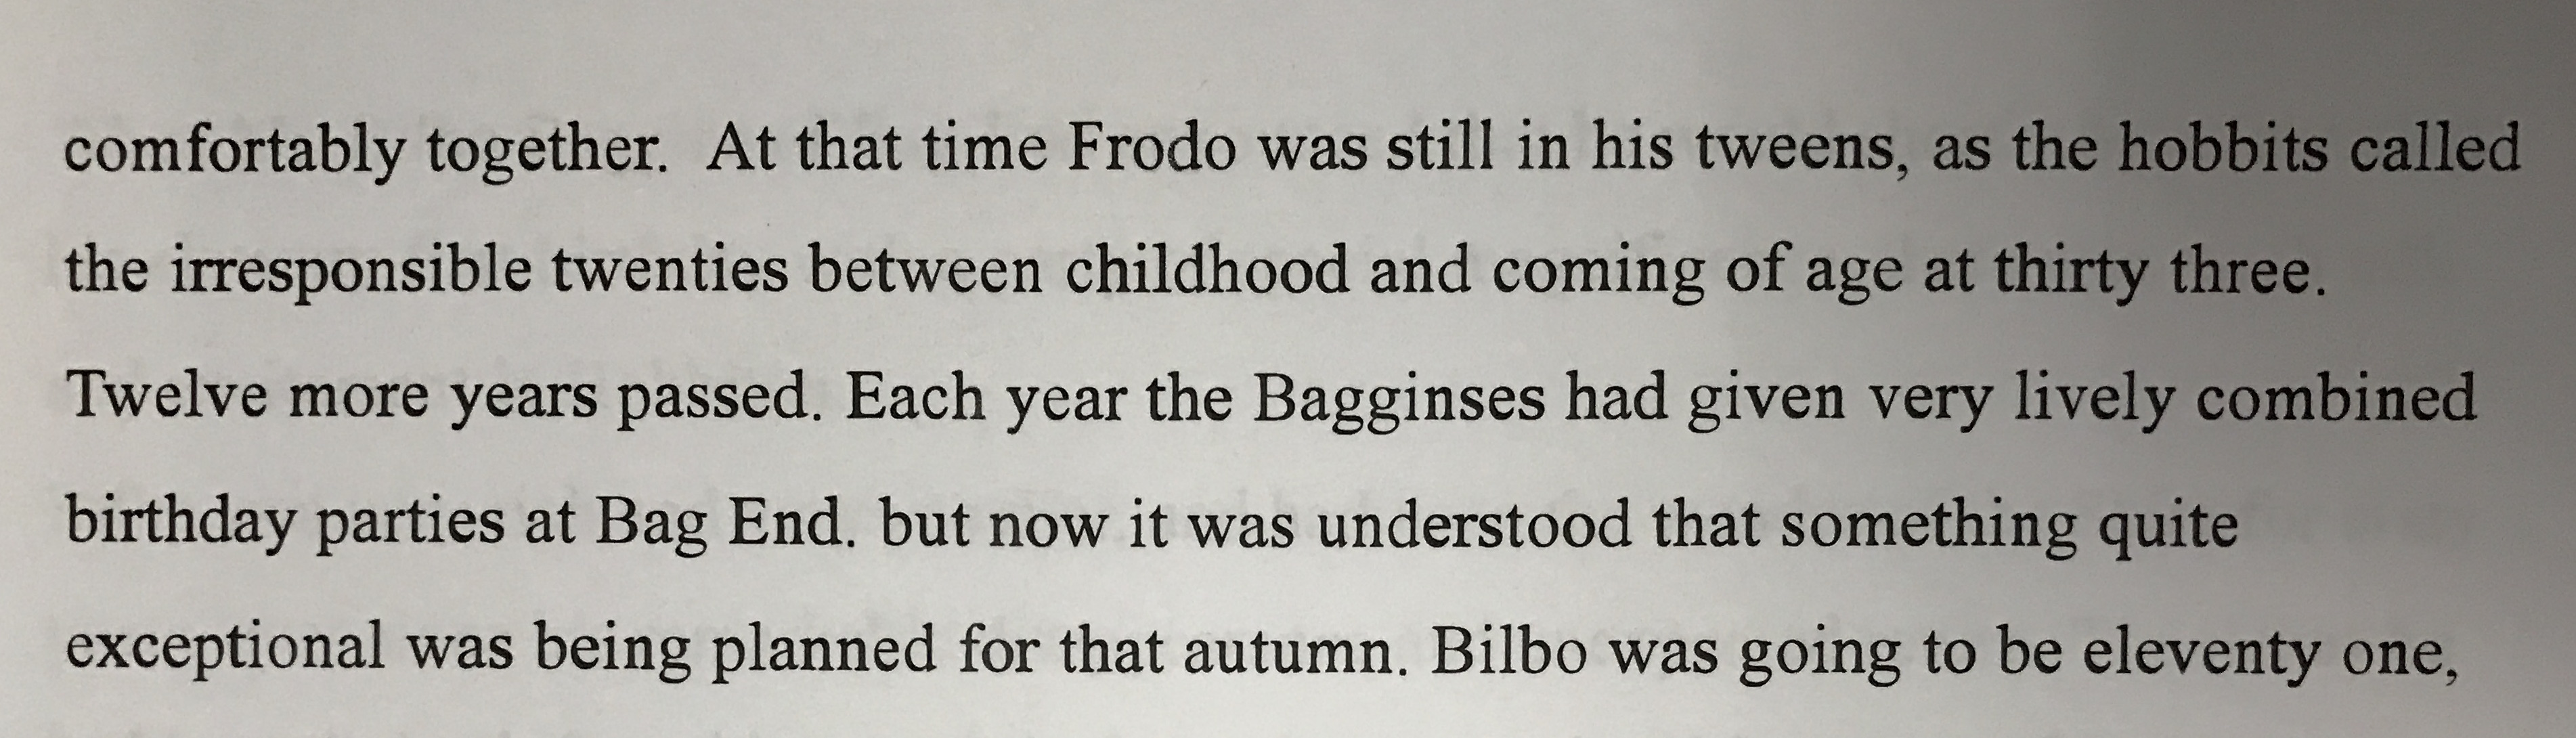 comfortably together.  At that time Frodo was still in his tweens, as the hobbits called
the irresponsible twenties between childhood and coming of age at thirty three.
Twelve more years passed. Each year the Bagginses had given very lively combined
birthday parties at Bag End. but now it was understood that something quite
exceptional was being planned for that autumn. Bilbo was going to be eleventy one,